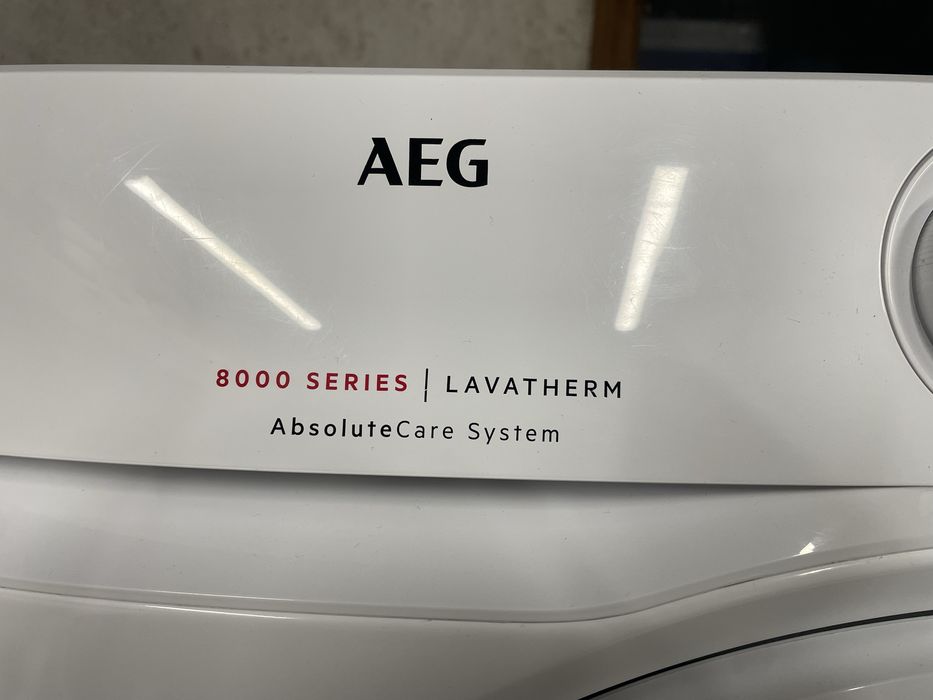 AEG
8000 SERIES | LAVATHERM
AbsoluteCare System